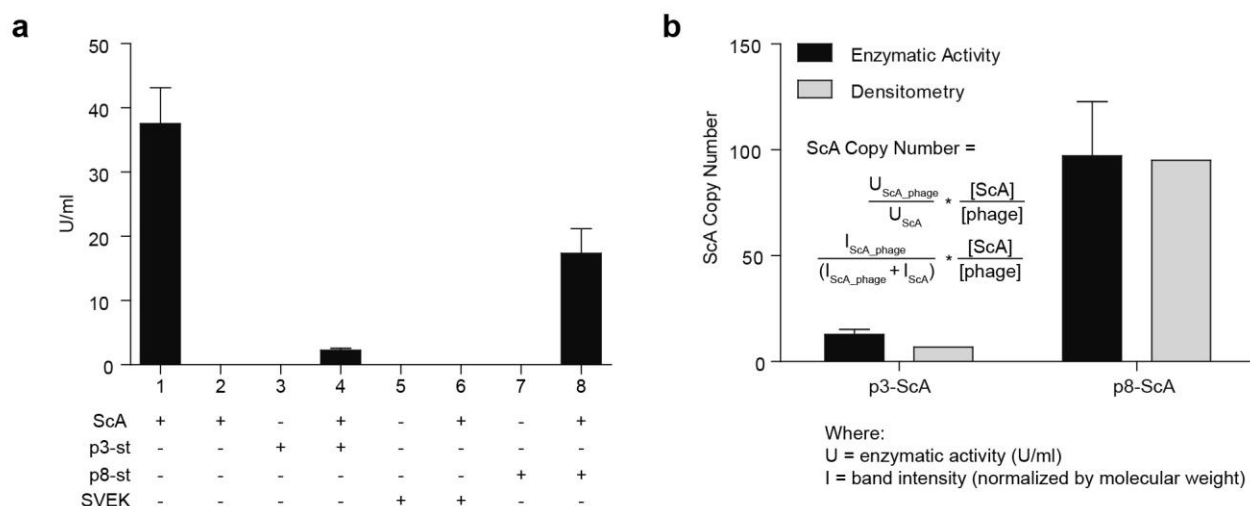 a
50
40
30
20
10
0
U/ml
1 2 3 4 5 6 7 8
ScA + + - + - + - +
p3-st - - + + - - - -
p8-st - - - - - - + +
SVEK - - - - + + - -
b
150
100
50
0
ScA Copy Number
Enzymatic Activity
Densitometry
ScA Copy Number =
U_ScA_phage / U_ScA * [ScA] / [phage]
I_ScA_phage / (I_ScA_phage + I_ScA) * [ScA] / [phage]
p3-ScA p8-ScA
Where:
U = enzymatic activity (U/ml)
I = band intensity (normalized by molecular weight)